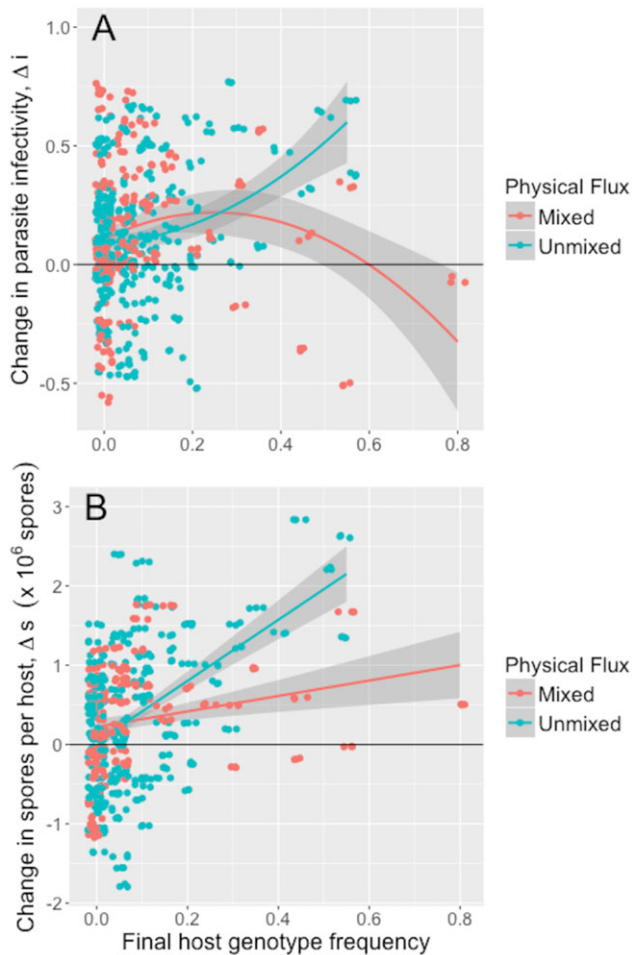 A
Change in parasite infectivity, Δ i
1.0
0.5
0.0
-0.5
0.0 0.2 0.4 0.6 0.8
Physical Flux
Mixed
Unmixed
B
Change in spores per host, Δ s (x 10⁶ spores)
3
2
1
0
-1
-2
0.0 0.2 0.4 0.6 0.8
Final host genotype frequency
Physical Flux
Mixed
Unmixed